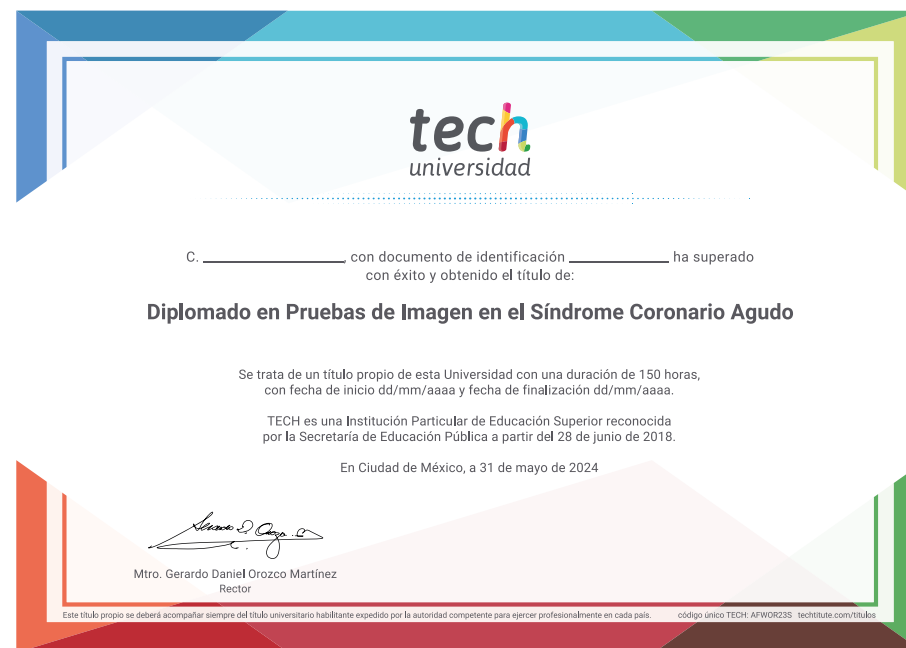 tech
universidad
C. ____________, con documento de identificación ____________ ha superado
con éxito y obtenido el título de:
Diplomado en Pruebas de Imagen en el Síndrome Coronario Agudo
Se trata de un título propio de esta Universidad con una duración de 150 horas,
con fecha de inicio dd/mm/aaaa y fecha de finalización dd/mm/aaaa.
TECH es una Institución Particular de Educación Superior reconocida
por la Secretaría de Educación Pública a partir del 28 de junio de 2018.
En Ciudad de México, a 31 de mayo de 2024
Mtro. Gerardo Daniel Orozco Martínez
Rector
Este título propio se deberá acompañar siempre del título universitario habilitante expedido por la autoridad competente para ejercer profesionalmente en cada país. código único TECH: AFWOR23S techtitute.com/titulos